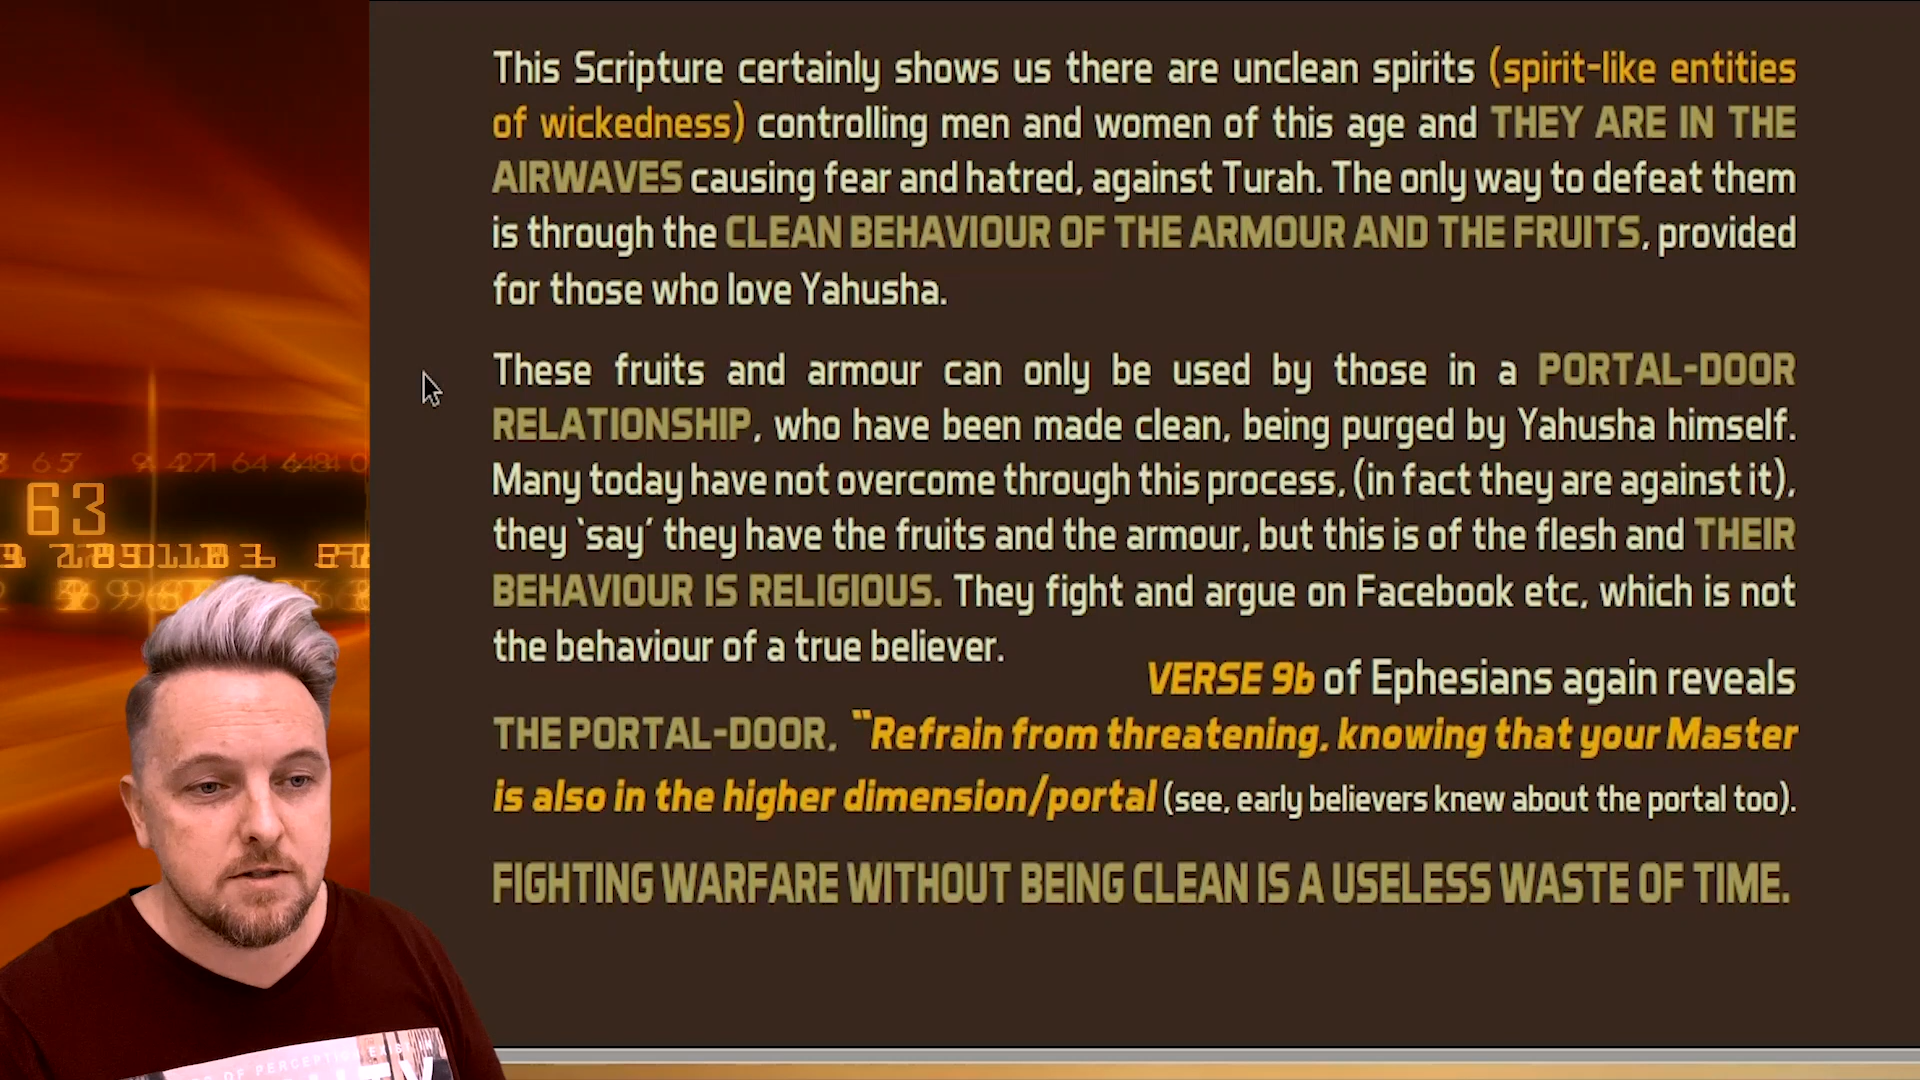 This Scripture certainly shows us there are unclean spirits (spirit-like entities
of wickedness) controlling men and women of this age and THEY ARE IN THE
AIRWAVES causing fear and hatred, against Turah. The only way to defeat them
is through the CLEAN BEHAVIOUR OF THE ARMOUR AND THE FRUITS, provided
for those who love Yahusha.
These fruits and armour can only be used by those in a PORTAL-DOOR
RELATIONSHIP, who have been made clean, being purged by Yahusha himself.
Many today have not overcome through this process, (in fact they are against it),
they ‘say’ they have the fruits and the armour, but this is of the flesh and THEIR
BEHAVIOUR IS RELIGIOUS. They fight and argue on Facebook etc, which is not
the behaviour of a true believer.
VERSE 9b of Ephesians again reveals
THE PORTAL-DOOR, “Refrain from threatening, knowing that your Master
is also in the higher dimension/portal (see, early believers knew about the portal too).
FIGHTING WARFARE WITHOUT BEING CLEAN IS A USELESS WASTE OF TIME.
63
OF PERCEPTION